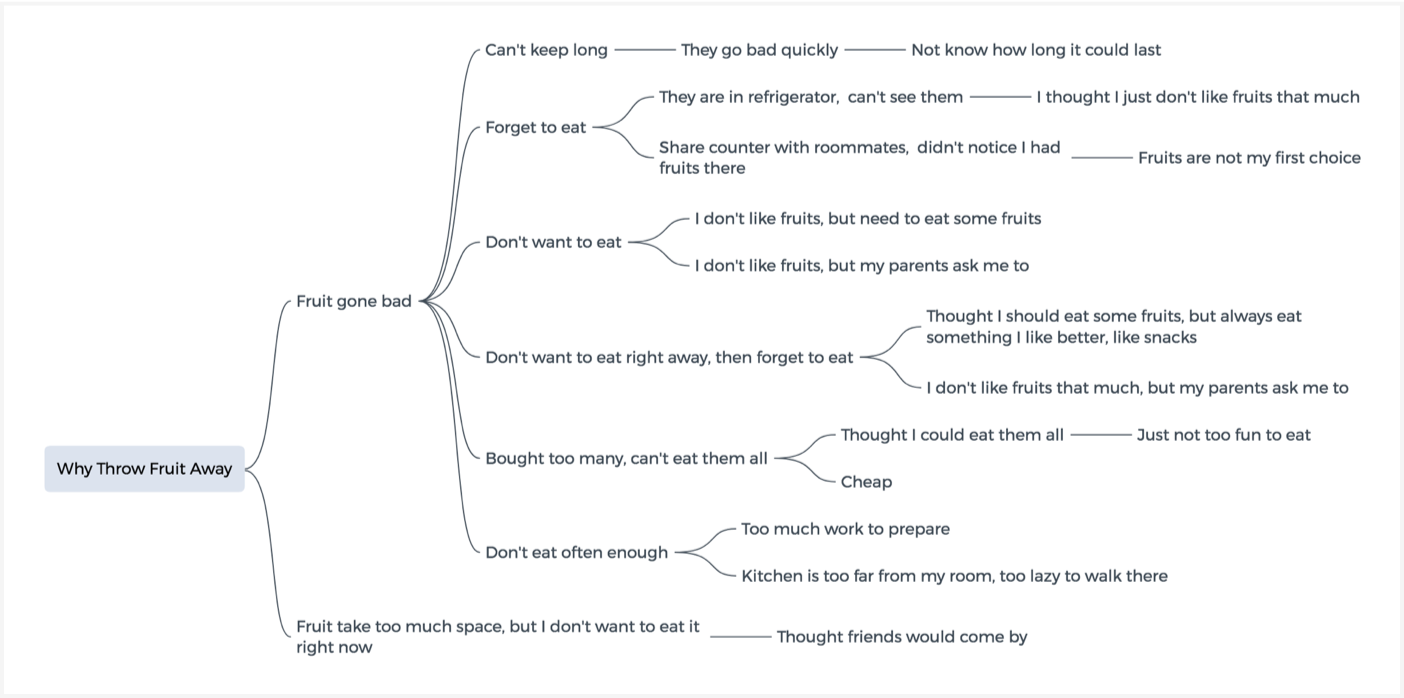 Can't keep long
They go bad quickly
Not know how long it could last
Forget to eat
They are in refrigerator,  can't see them
I thought I just don't like fruits that much
Share counter with roommates,  didn't notice I had
fruits there
Fruits are not my first choice
Don't want to eat
I don't like fruits, but need to eat some fruits
I don't like fruits, but my parents ask me to
Fruit gone bad
Don't want to eat right away, then forget to eat
Thought I should eat some fruits, but always eat
something I like better, like snacks
I don't like fruits that much, but my parents ask me to
Bought too many, can't eat them all
Thought I could eat them all
Just not too fun to eat
Cheap
Why Throw Fruit Away
Don't eat often enough
Too much work to prepare
Kitchen is too far from my room, too lazy to walk there
Fruit take too much space, but I don't want to eat it
right now
Thought friends would come by